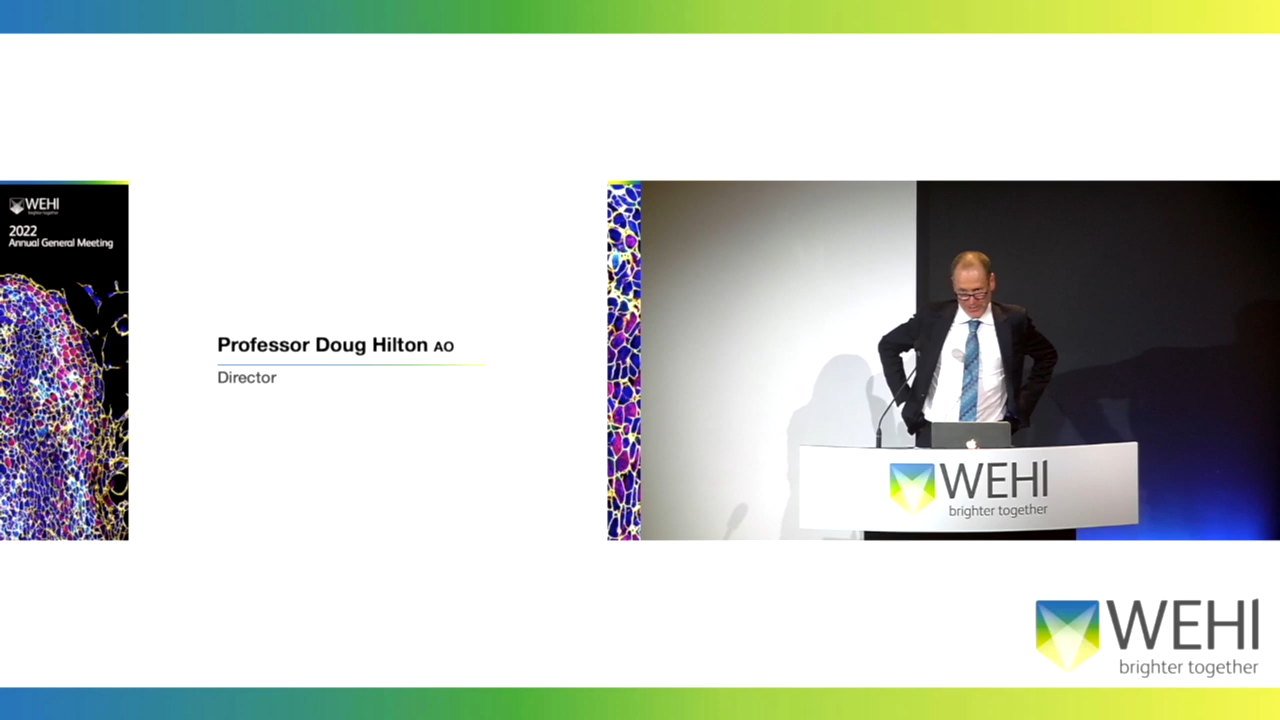 WEHI
brighter together
2022
Annual General Meeting
Professor Doug Hilton AO
Director
WEHI
brighter together
WEHI
brighter together